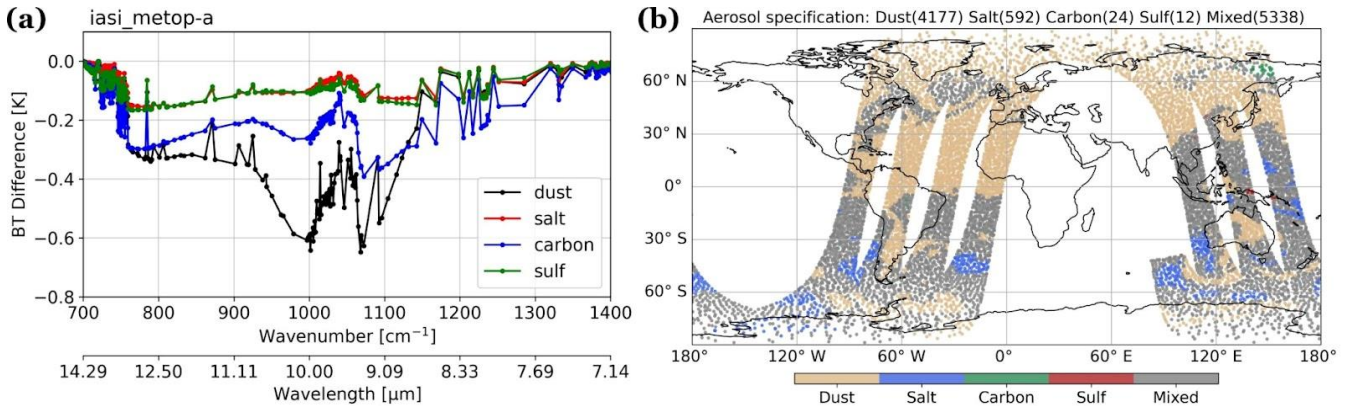 (a)
iasi_metop-a
0.0
−0.2
−0.4
−0.6
−0.8
BT Difference [K]
dust
salt
carbon
sulf
700 800 900 1000 1100 1200 1300 1400
Wavenumber [cm⁻¹]
14.29 12.50 11.11 10.00 9.09 8.33 7.69 7.14
Wavelength [μm]
(b)
Aerosol specification: Dust(4177) Salt(592) Carbon(24) Sulf(12) Mixed(5338)
60° N
30° N
0°
30° S
60° S
180° 120° W 60° W 0° 60° E 120° E 180°
Dust Salt Carbon Sulf Mixed